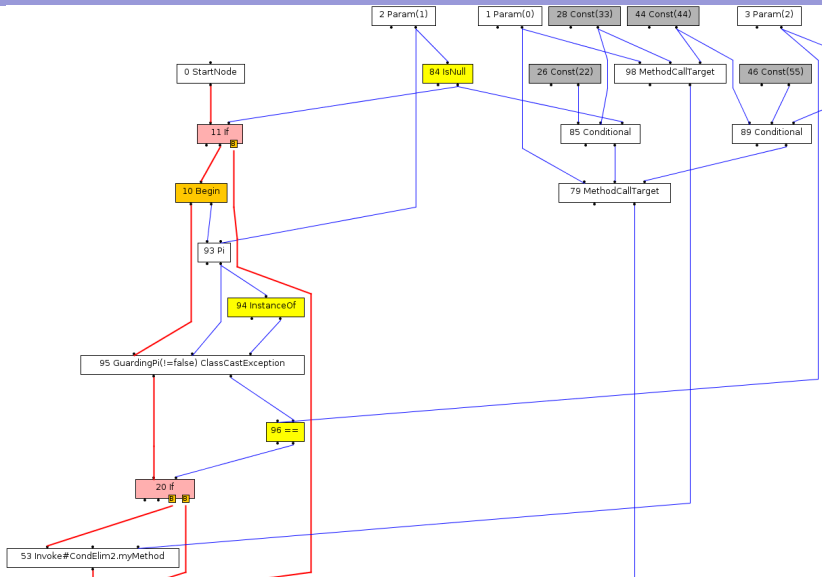 2 Param(1)
1 Param(0)
28 Const(33)
44 Const(44)
3 Param(2)
0 StartNode
84 IsNull
26 Const(22)
98 MethodCallTarget
46 Const(55)
11 If
B
85 Conditional
89 Conditional
10 Begin
79 MethodCallTarget
93 Pi
94 InstanceOf
95 GuardingPi(!=false) ClassCastException
96 ==
20 If
B
B
53 Invoke#CondElim2.myMethod